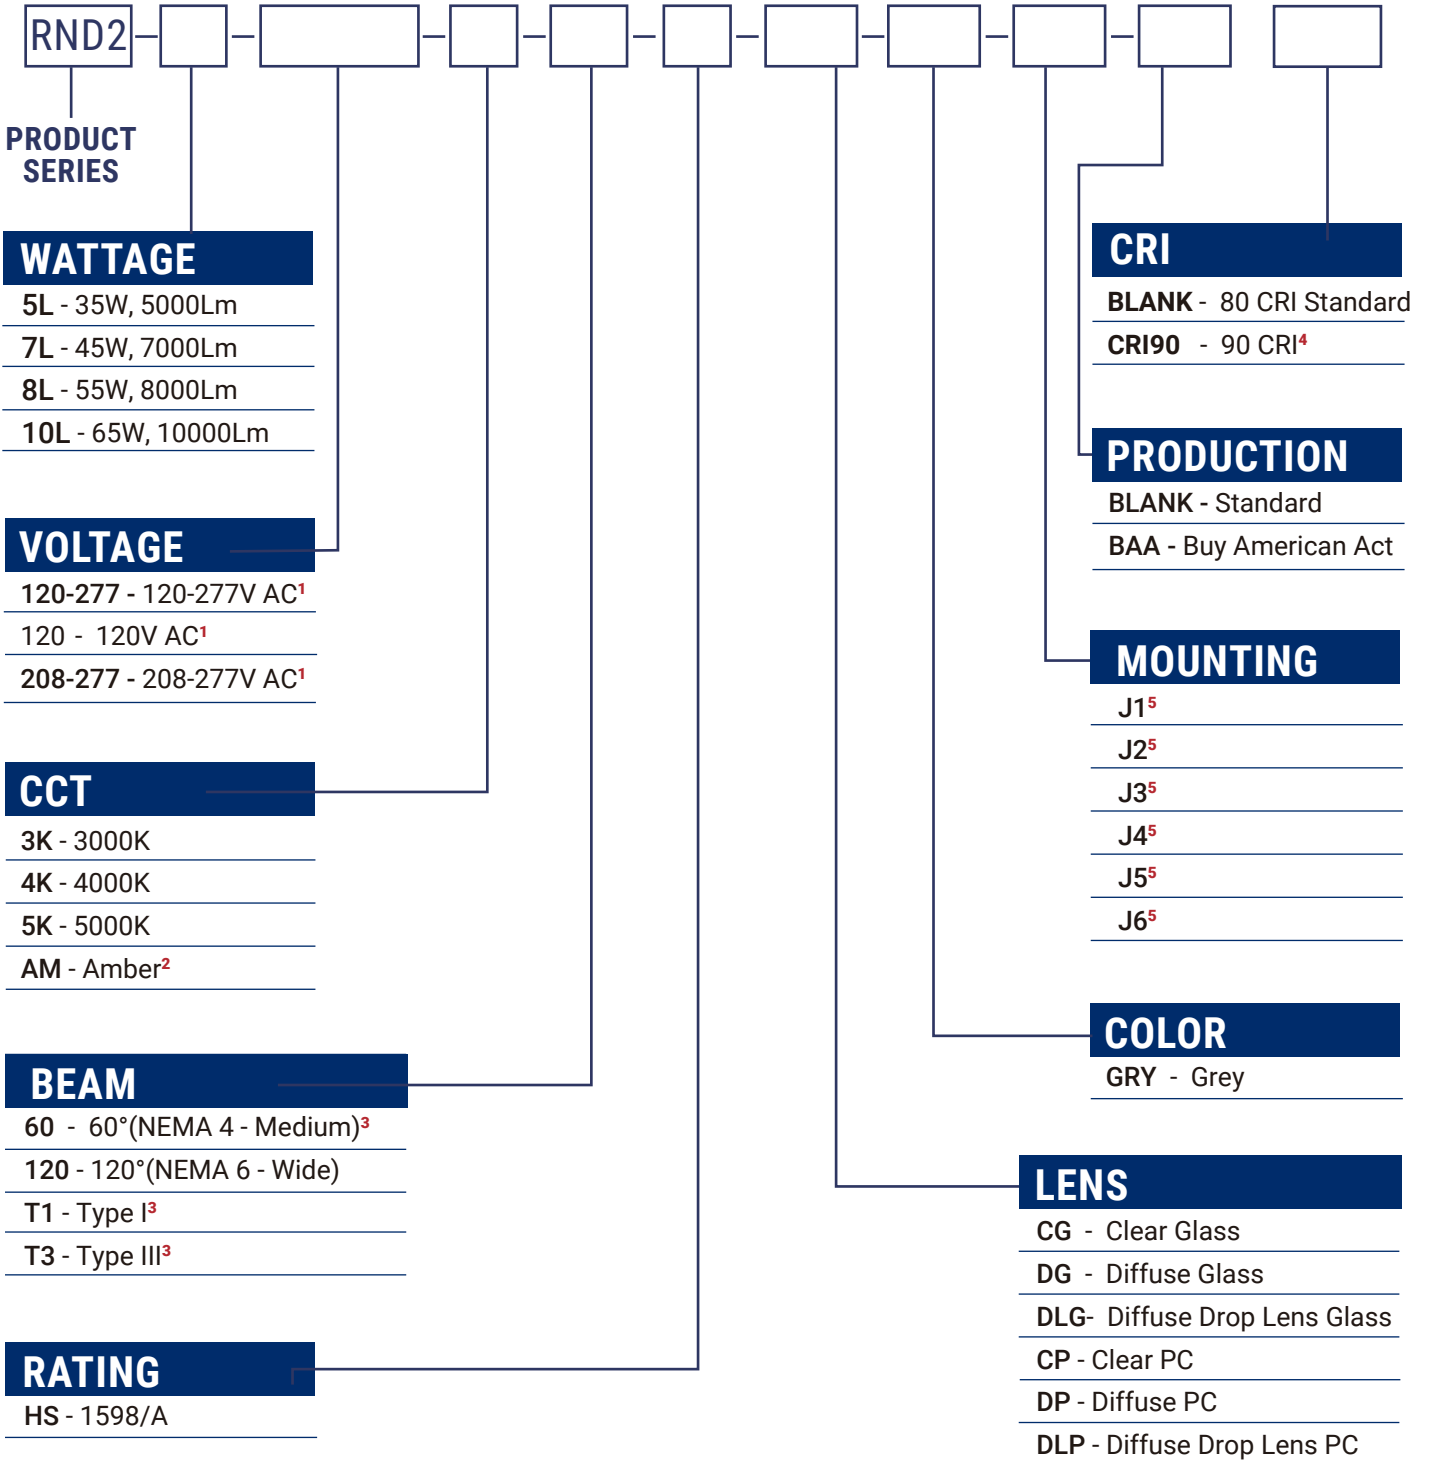 RND2
PRODUCT
SERIES
WATTAGE
5L - 35W, 5000Lm
7L - 45W, 7000Lm
8L - 55W, 8000Lm
10L - 65W, 10000Lm
VOLTAGE
120-277 - 120-277V AC¹
120 - 120V AC¹
208-277 - 208-277V AC¹
CCT
3K - 3000K
4K - 4000K
5K - 5000K
AM - Amber²
BEAM
60 - 60°(NEMA 4 - Medium)³
120 - 120°(NEMA 6 - Wide)
T1 - Type I³
T3 - Type III³
RATING
HS - 1598/A
CRI
BLANK - 80 CRI Standard
CRI90 - 90 CRI⁴
PRODUCTION
BLANK - Standard
BAA - Buy American Act
MOUNTING
J1⁵
J2⁵
J3⁵
J4⁵
J5⁵
J6⁵
COLOR
GRY - Grey
LENS
CG - Clear Glass
DG - Diffuse Glass
DLG- Diffuse Drop Lens Glass
CP - Clear PC
DP - Diffuse PC
DLP - Diffuse Drop Lens PC